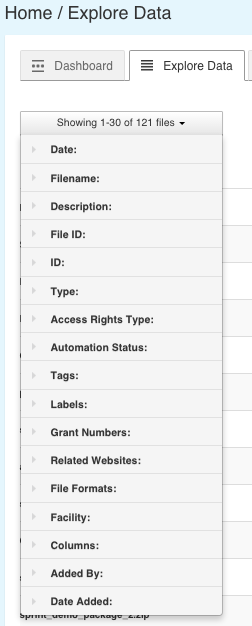 Home / Explore Data
Dashboard
Explore Data
Showing 1-30 of 121 files
Date:
Filename:
Description:
File ID:
ID:
Type:
Access Rights Type:
Automation Status:
Tags:
Labels:
Grant Numbers:
Related Websites:
File Formats:
Facility:
Columns:
Added By:
Date Added:
sprint_demo_package_2.zip